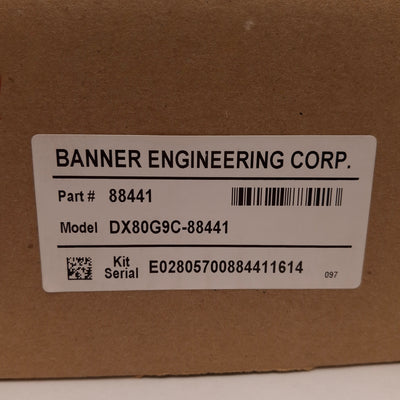 BANNER ENGINEERING CORP.
Part # 88441
Model DX80G9C-88441
Kit Serial E02805700884411614
097